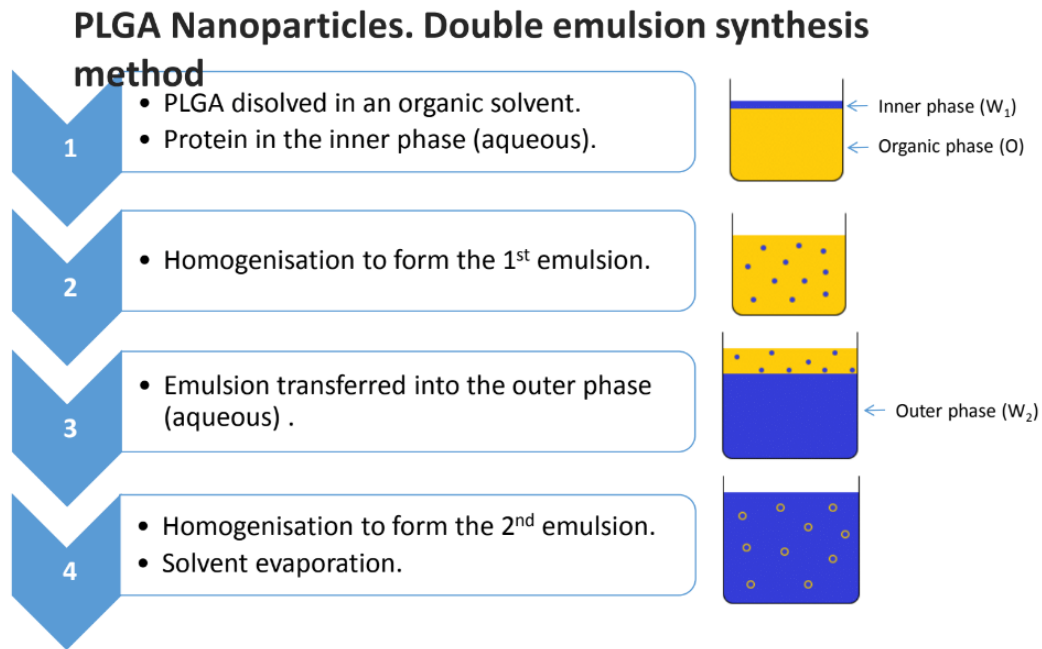 PLGA Nanoparticles. Double emulsion synthesis
method
1
• PLGA disolved in an organic solvent.
• Protein in the inner phase (aqueous).
Inner phase (W₁)
Organic phase (O)
2
• Homogenisation to form the 1ˢᵗ emulsion.
3
• Emulsion transferred into the outer phase
(aqueous) .
Outer phase (W₂)
4
• Homogenisation to form the 2ⁿᵈ emulsion.
• Solvent evaporation.